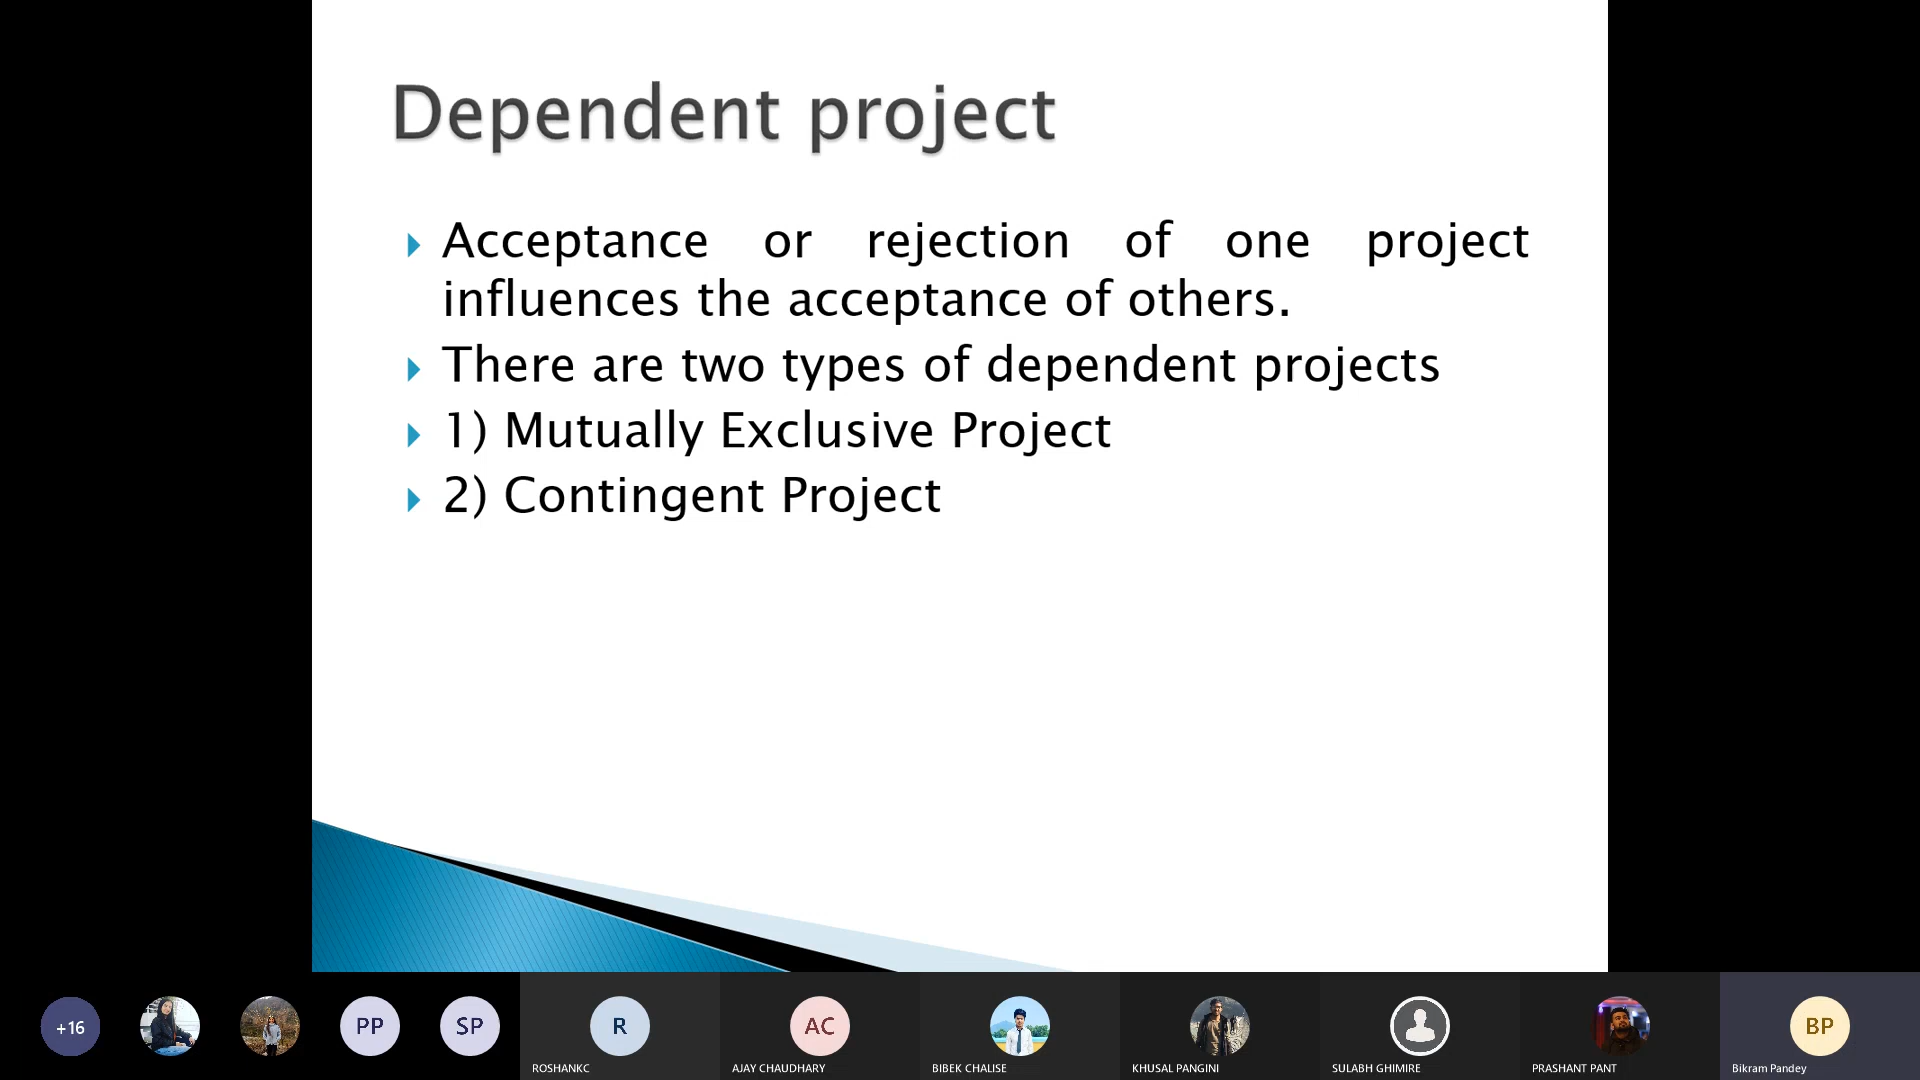 Dependent project
Acceptance or rejection of one project
influences the acceptance of others.
There are two types of dependent projects
1) Mutually Exclusive Project
2) Contingent Project
+16
PP
SP
R
ROSHANKC
AC
AJAY CHAUDHARY
BIBEK CHALISE
KHUSAL PANGINI
SULABH GHIMIRE
PRASHANT PANT
BP
Bikram Pandey